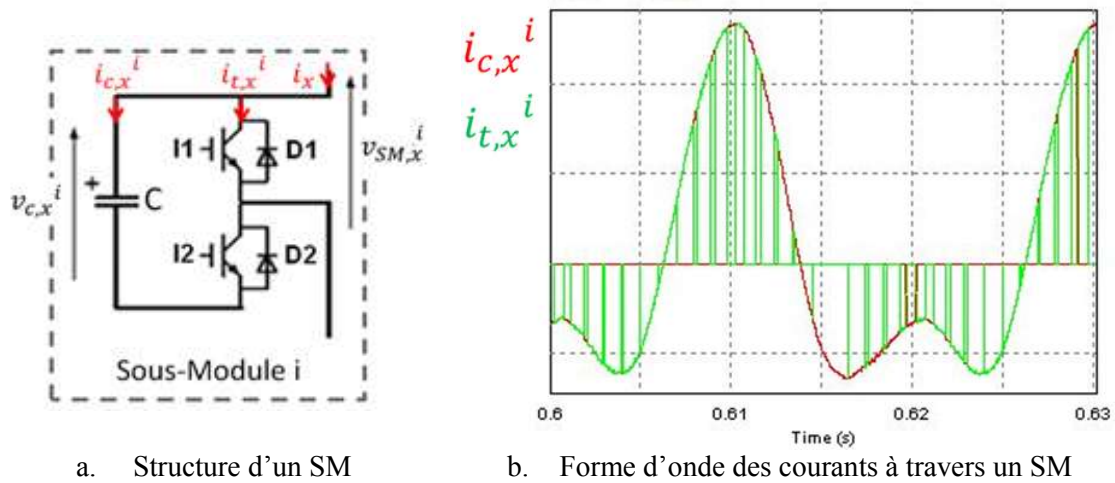 i_{c,x}^i i_{t,x}^i i_x
I1 D1
v_{SM,x}^i
v_{c,x}^i + C
I2 D2
Sous-Module i
i_{c,x}^i
i_{t,x}^i
0.6 0.61 0.62 0.63
Time (s)
a. Structure d’un SM
b. Forme d’onde des courants à travers un SM